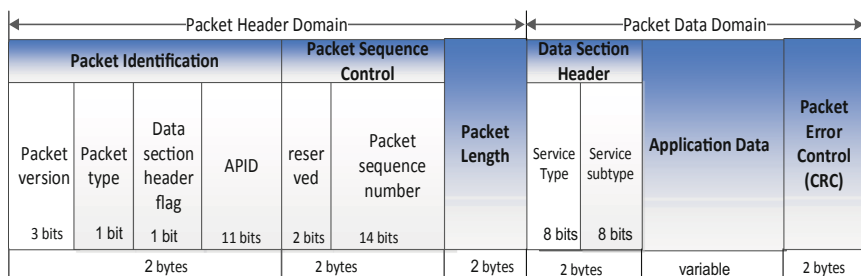 Packet Header Domain
Packet Data Domain
Packet Identification
Packet Sequence
Control
Packet
Length
Data Section
Header
Application Data
Packet
Error
Control
(CRC)
Packet
version
3 bits
Packet
type
1 bit
Data
section
header
flag
1 bit
APID
11 bits
reser
ved
2 bits
Packet
sequence
number
14 bits
Service
Type
8 bits
Service
subtype
8 bits
2 bytes
2 bytes
2 bytes
2 bytes
variable
2 bytes